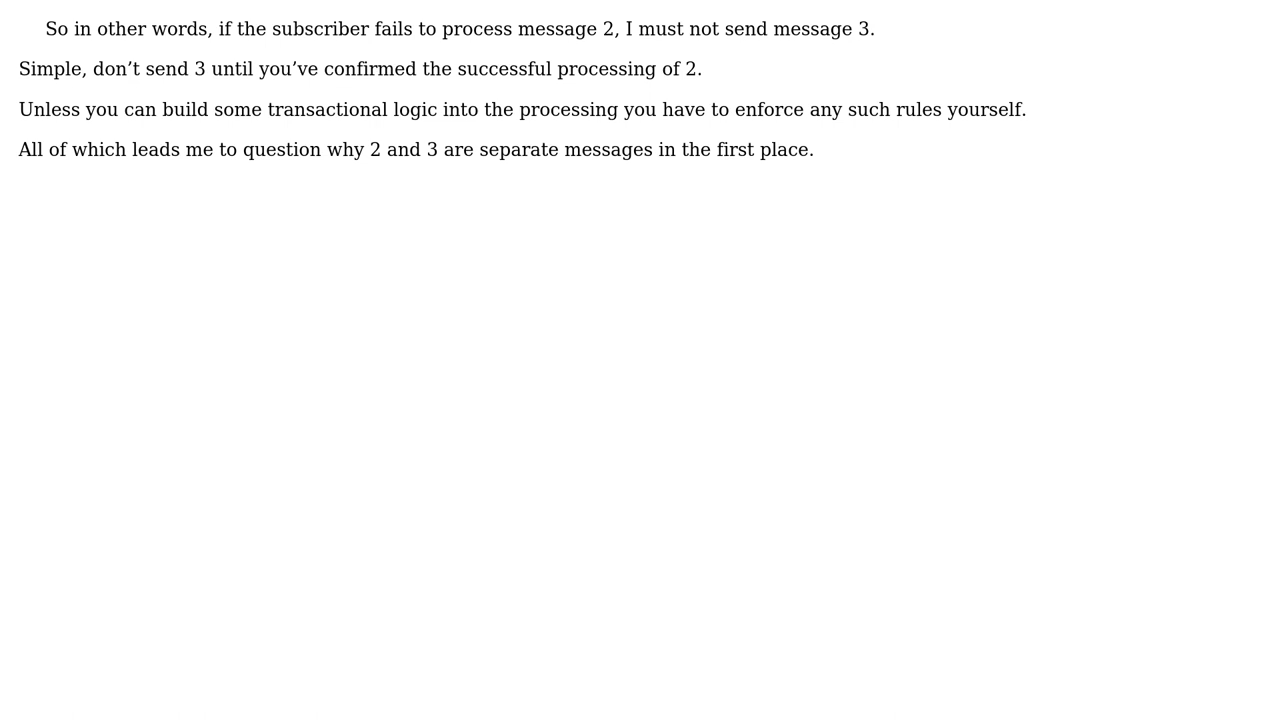 So in other words, if the subscriber fails to process message 2, I must not send message 3.
Simple, don’t send 3 until you’ve confirmed the successful processing of 2.
Unless you can build some transactional logic into the processing you have to enforce any such rules yourself.
All of which leads me to question why 2 and 3 are separate messages in the first place.